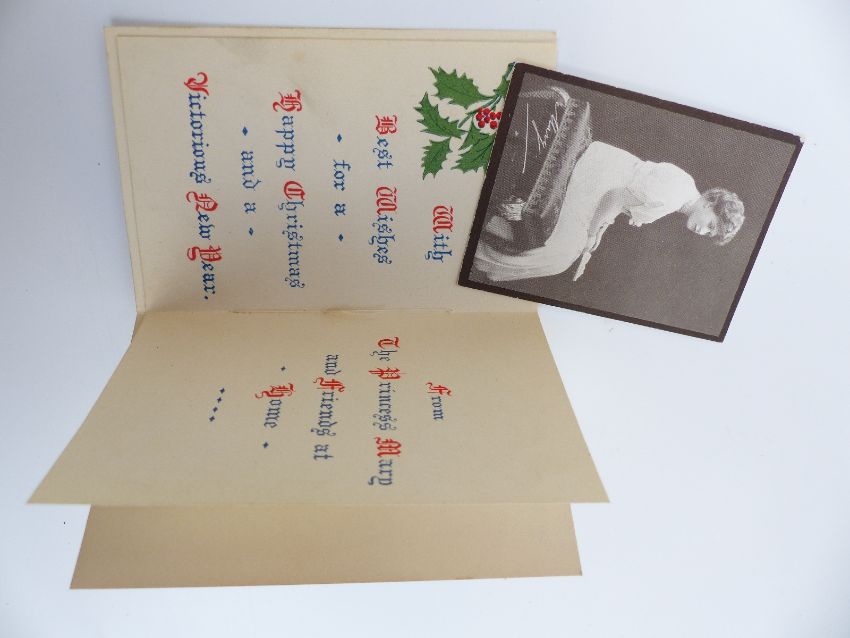 With
Best Wishes
for a
Happy Christmas
and a
Victorious New Year.
From
The Princess Mary
and Friends at
Home
Mary